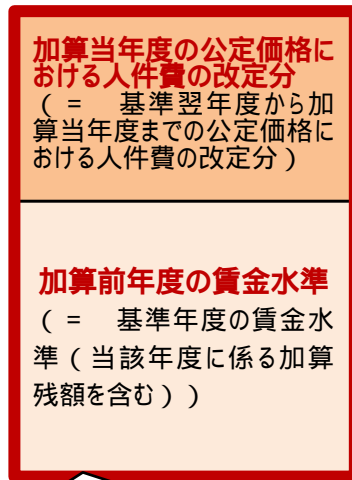 加算当年度の公定価格に
おける人件費の改定分
（＝　基準翌年度から加
算当年度までの公定価格に
おける人件費の改定分）
加算前年度の賃金水準
（＝　基準年度の賃金水
準（当該年度に係る加算
残額を含む））